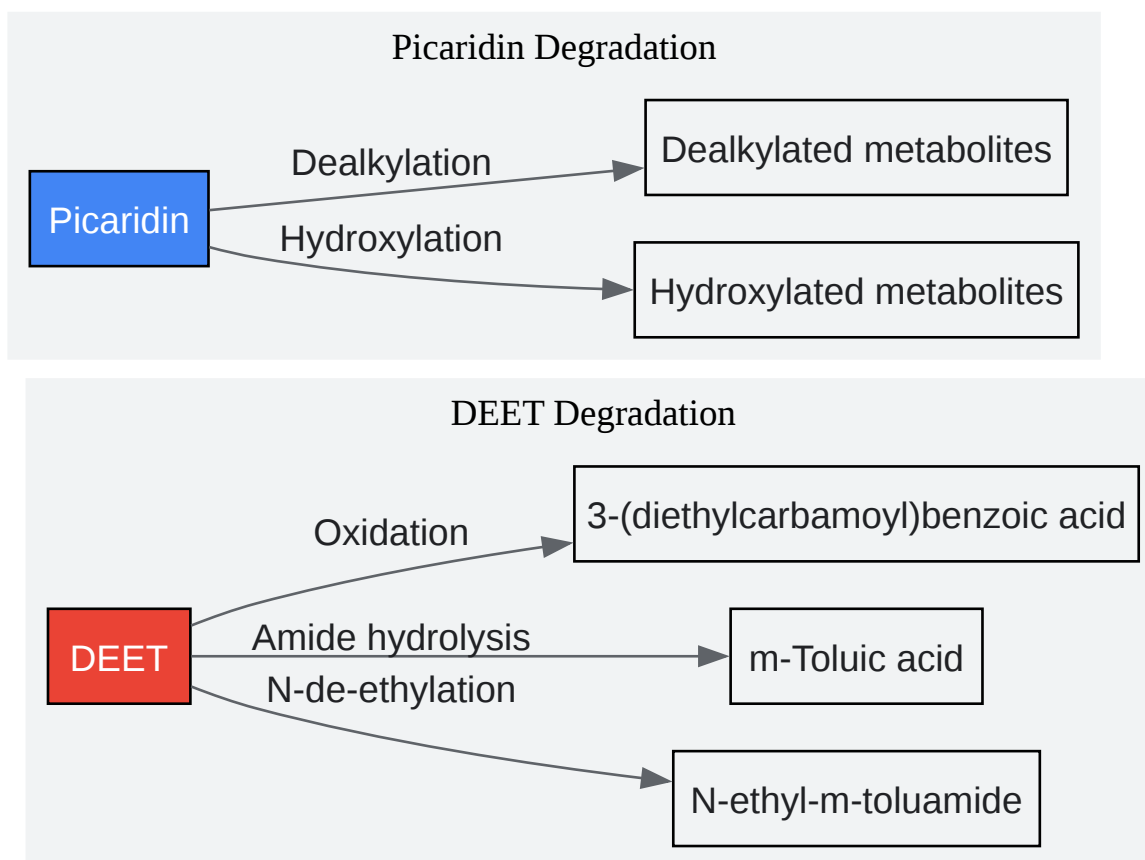 Picaridin Degradation
Dealkylation
Dealkylated metabolites
Picaridin
Hydroxylation
Hydroxylated metabolites
DEET Degradation
Oxidation
3-(diethylcarbamoyl)benzoic acid
DEET
Amide hydrolysis
m-Toluic acid
N-de-ethylation
N-ethyl-m-toluamide